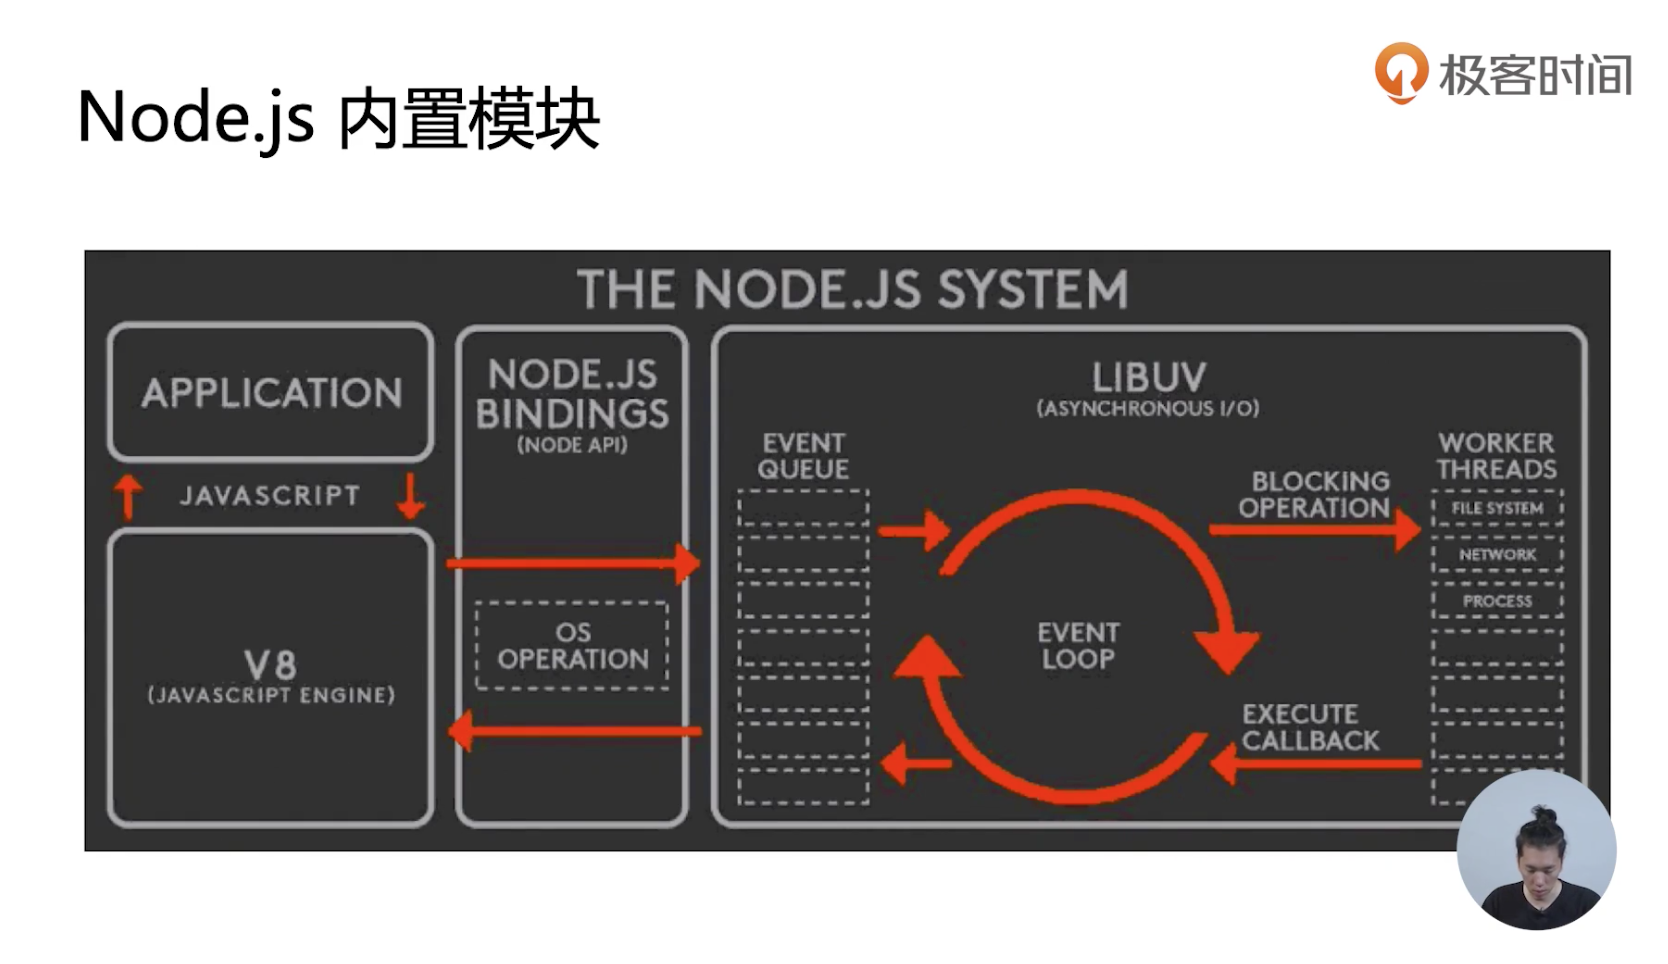 极客时间
Node.js 内置模块
THE NODE.JS SYSTEM
APPLICATION
JAVASCRIPT
V8
(JAVASCRIPT ENGINE)
NODE.JS
BINDINGS
(NODE API)
OS
OPERATION
LIBUV
(ASYNCHRONOUS I/O)
EVENT
QUEUE
EVENT
LOOP
BLOCKING
OPERATION
EXECUTE
CALLBACK
WORKER
THREADS
FILE SYSTEM
NETWORK
PROCESS